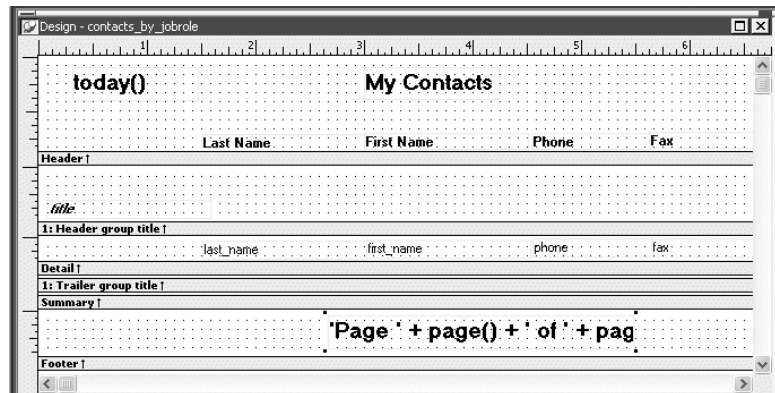 Design - contacts_by_jobrole
1 2 3 4 5 6
today() My Contacts
Last Name First Name Phone Fax
Header ↑
title
1: Header group title ↑
last_name first_name phone fax
Detail ↑
1: Trailer group title ↑
Summary ↑
'Page ' + page() + ' of ' + pag
Footer ↑